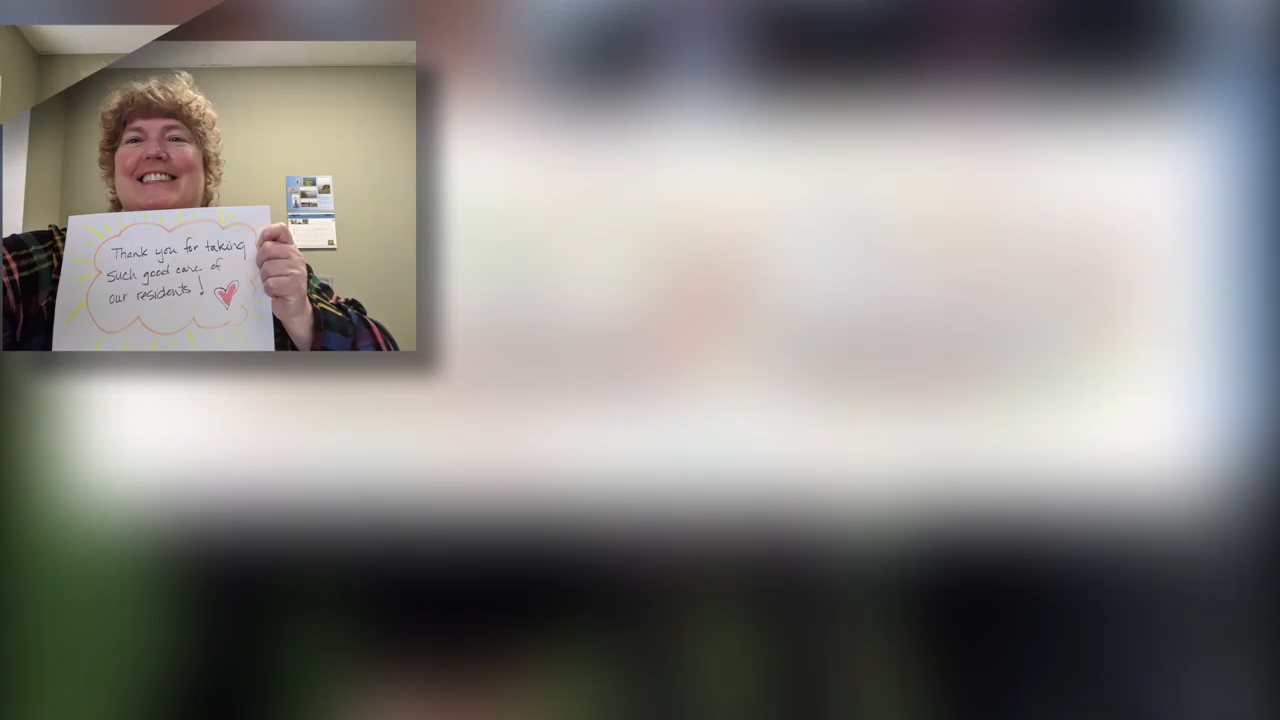 Thank you for taking
such good care of
our residents!